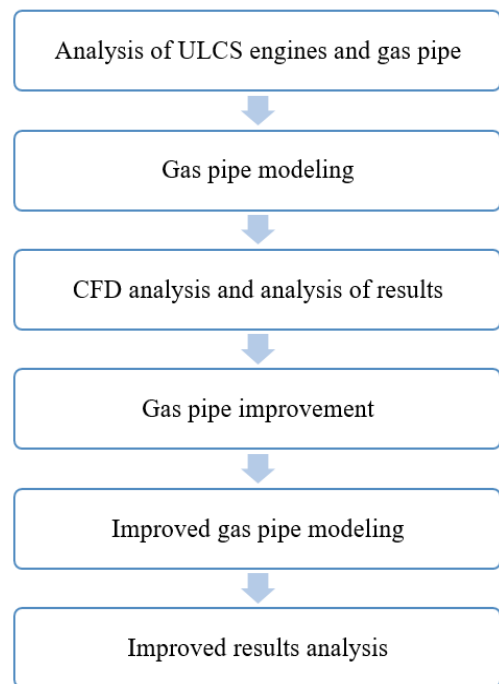 Analysis of ULCS engines and gas pipe
Gas pipe modeling
CFD analysis and analysis of results
Gas pipe improvement
Improved gas pipe modeling
Improved results analysis